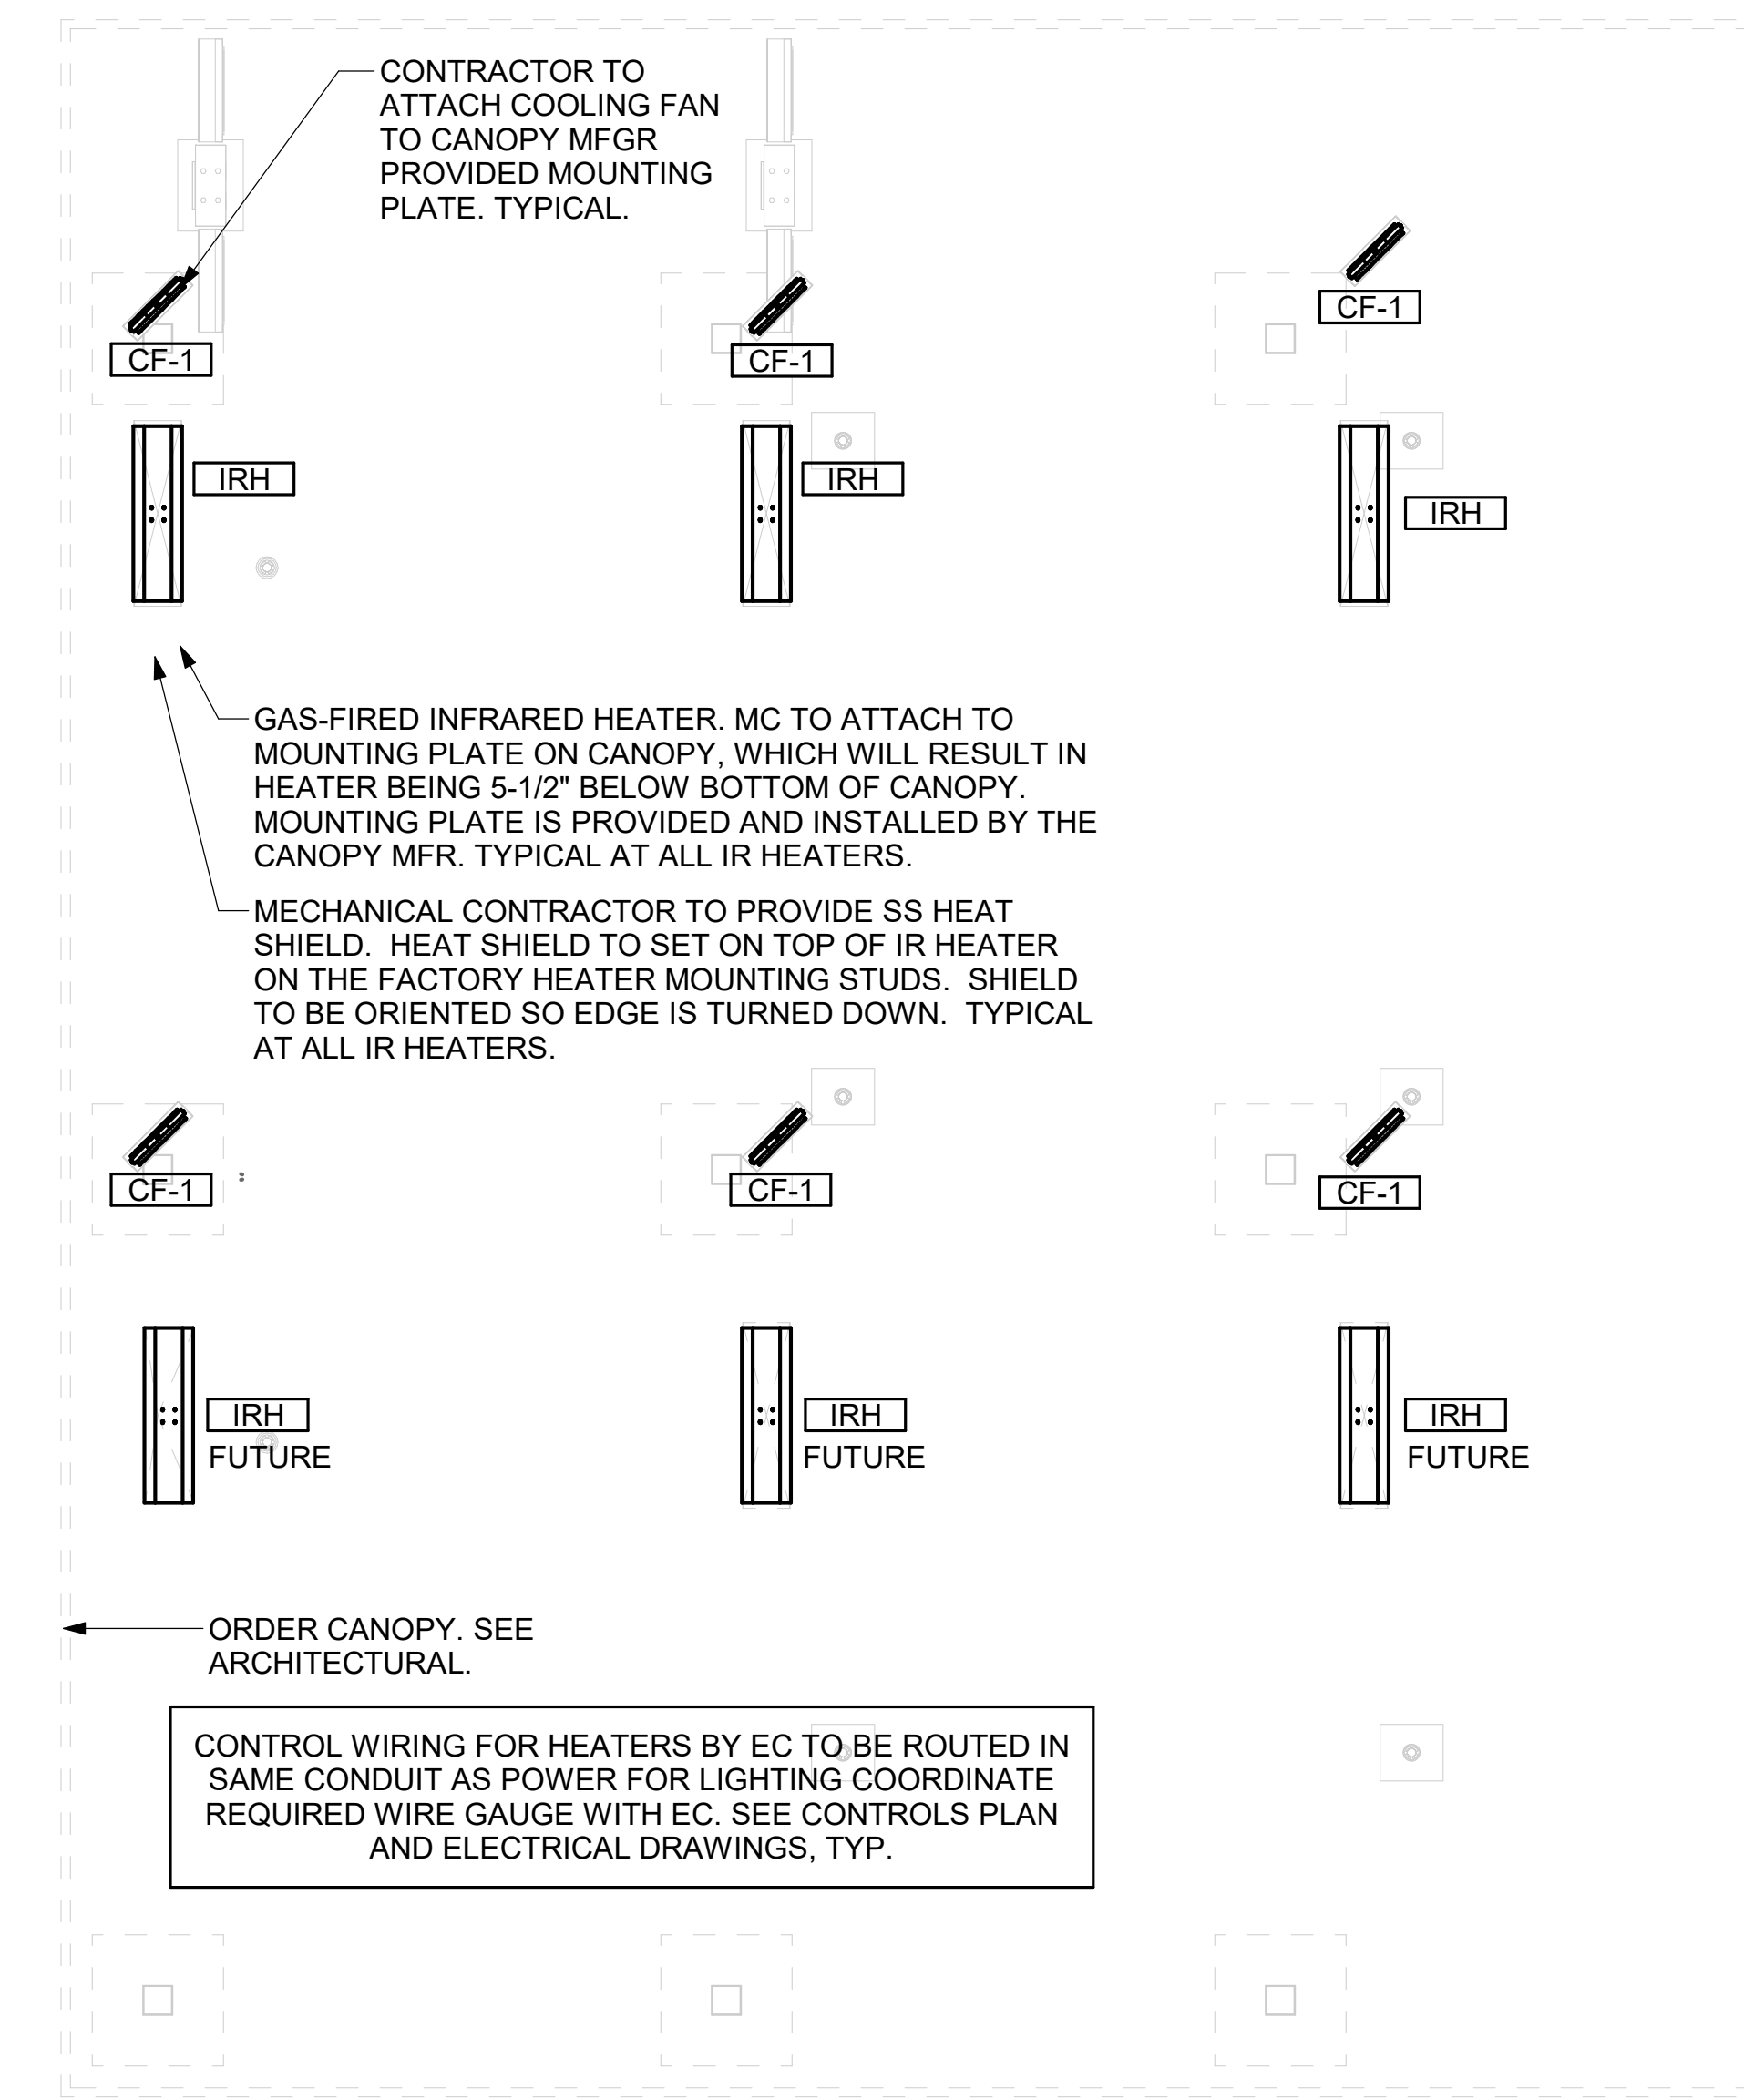 CONTRACTOR TO
ATTACH COOLING FAN
TO CANOPY MFGR
PROVIDED MOUNTING
PLATE. TYPICAL.
CF-1
CF-1
CF-1
IRH
IRH
IRH
GAS-FIRED INFRARED HEATER. MC TO ATTACH TO
MOUNTING PLATE ON CANOPY, WHICH WILL RESULT IN
HEATER BEING 5-1/2" BELOW BOTTOM OF CANOPY.
MOUNTING PLATE IS PROVIDED AND INSTALLED BY THE
CANOPY MFR. TYPICAL AT ALL IR HEATERS.
MECHANICAL CONTRACTOR TO PROVIDE SS HEAT
SHIELD. HEAT SHIELD TO SET ON TOP OF IR HEATER
ON THE FACTORY HEATER MOUNTING STUDS. SHIELD
TO BE ORIENTED SO EDGE IS TURNED DOWN. TYPICAL
AT ALL IR HEATERS.
CF-1
CF-1
CF-1
IRH
FUTURE
IRH
FUTURE
IRH
FUTURE
ORDER CANOPY. SEE
ARCHITECTURAL.
CONTROL WIRING FOR HEATERS BY EC TO BE ROUTED IN
SAME CONDUIT AS POWER FOR LIGHTING COORDINATE
REQUIRED WIRE GAUGE WITH EC. SEE CONTROLS PLAN
AND ELECTRICAL DRAWINGS, TYP.